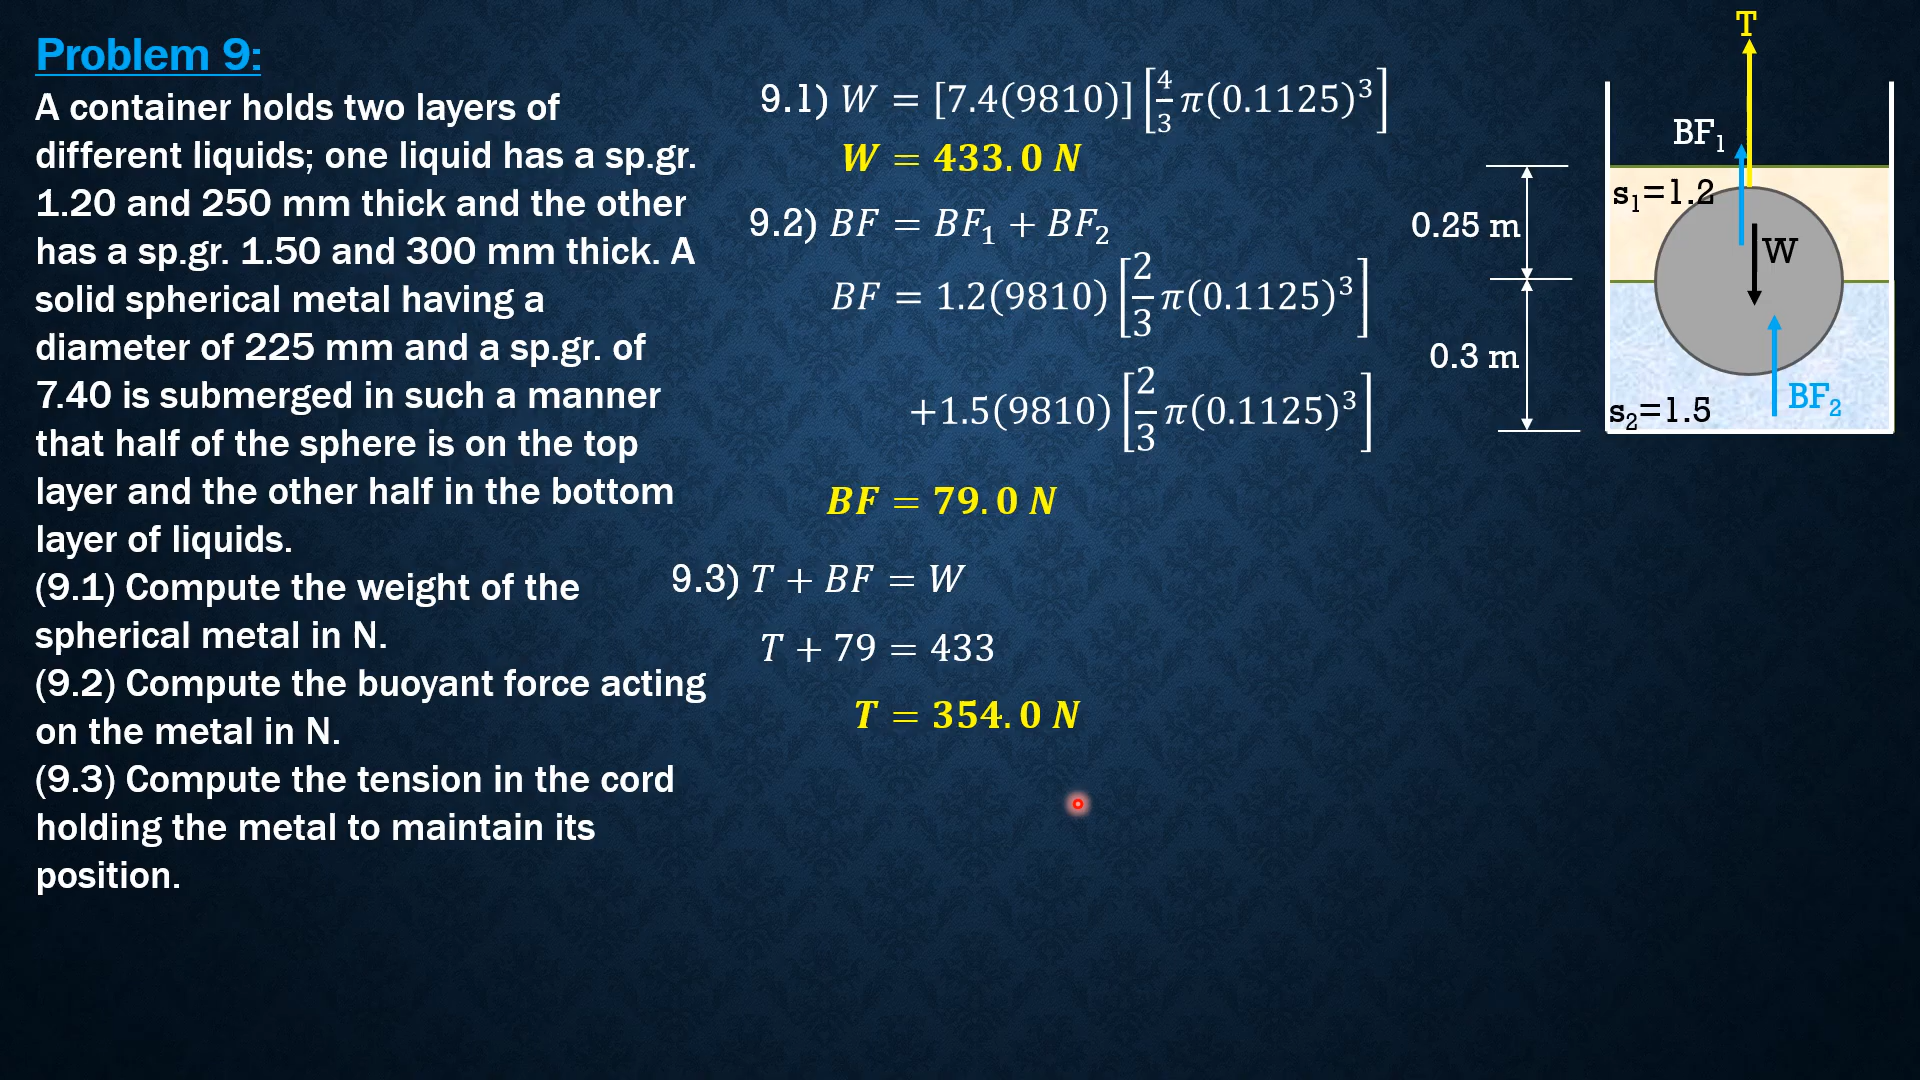 Problem 9:
A container holds two layers of
different liquids; one liquid has a sp.gr.
1.20 and 250 mm thick and the other
has a sp.gr. 1.50 and 300 mm thick. A
solid spherical metal having a
diameter of 225 mm and a sp.gr. of
7.40 is submerged in such a manner
that half of the sphere is on the top
layer and the other half in the bottom
layer of liquids.
(9.1) Compute the weight of the
spherical metal in N.
(9.2) Compute the buoyant force acting
on the metal in N.
(9.3) Compute the tension in the cord
holding the metal to maintain its
position.
9.1) W = [7.4(9810)] [4/3 π(0.1125)³]
W = 433.0 N
9.2) BF = BF₁ + BF₂
BF = 1.2(9810) [2/3 π(0.1125)³]
+1.5(9810) [2/3 π(0.1125)³]
BF = 79.0 N
9.3) T + BF = W
T + 79 = 433
T = 354.0 N
T
BF₁
s₁=1.2
0.25 m
W
0.3 m
BF₂
s₂=1.5